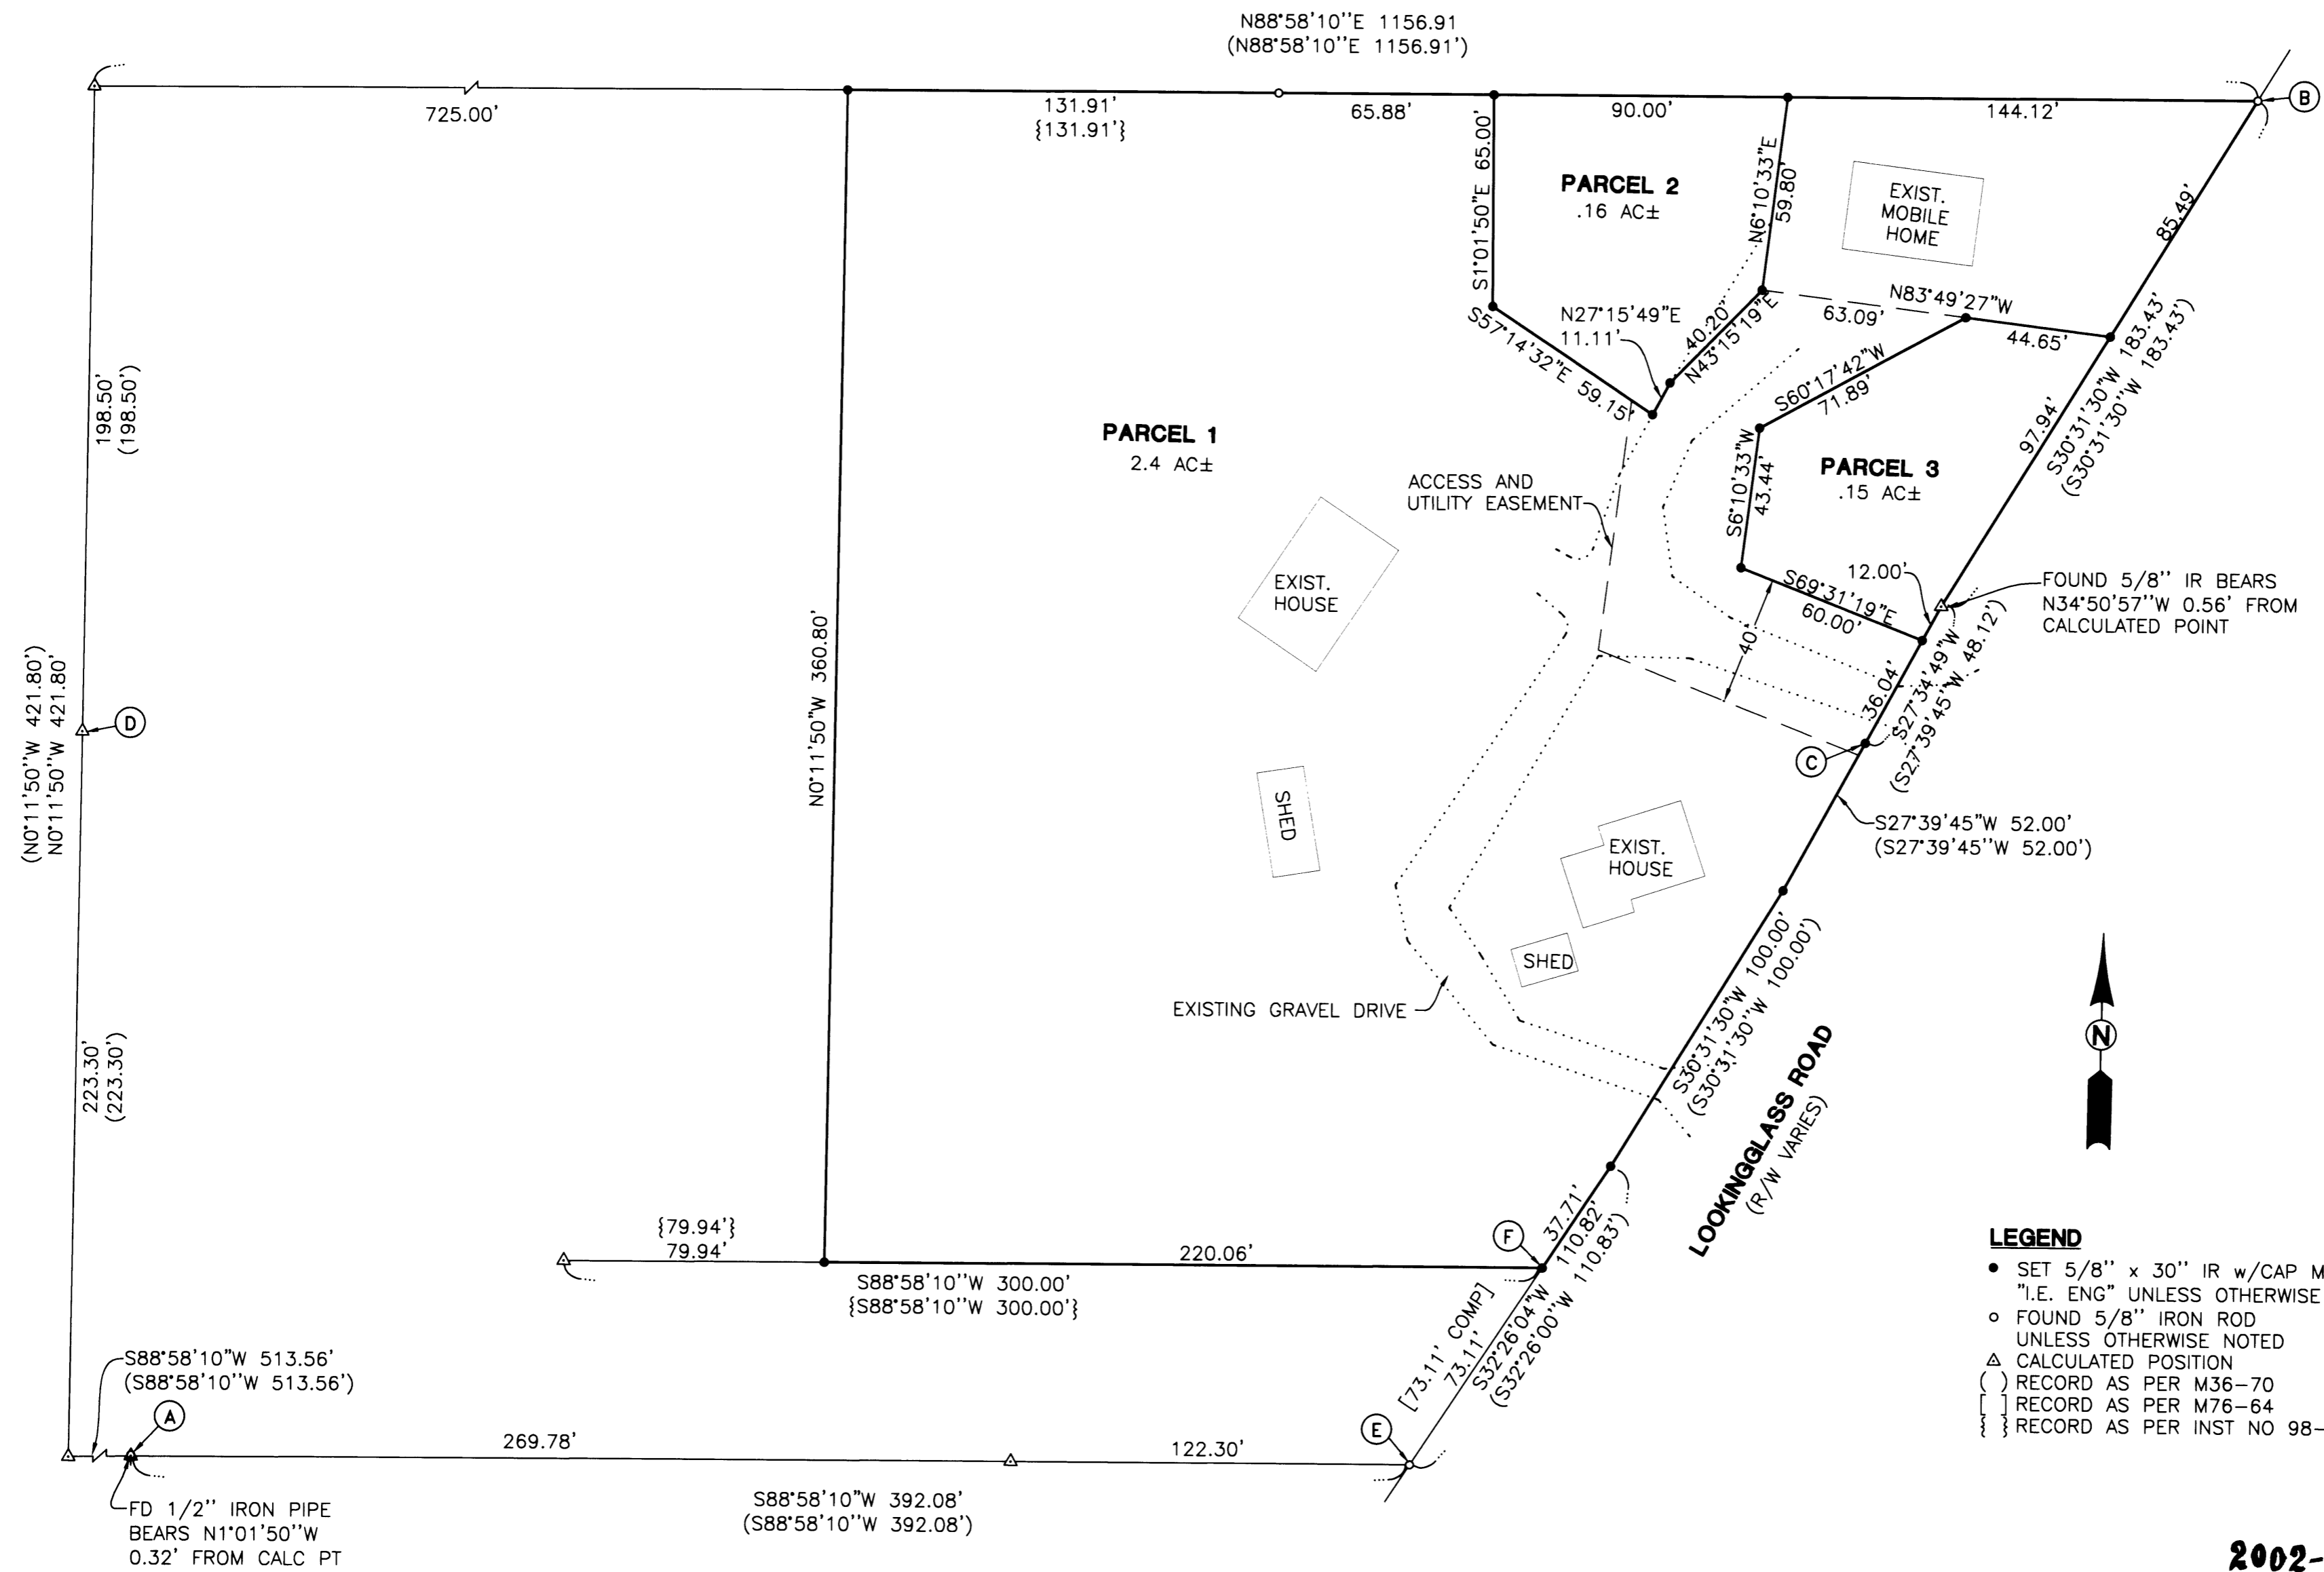 N88°58'10''E 1156.91
(N88°58'10''E 1156.91')
725.00'
131.91'
{131.91'}
65.88'
90.00'
144.12'
B
S1°01'50"E 65.00'
PARCEL 2
.16 AC±
N6°10'33"E
59.80'
EXIST.
MOBILE
HOME
85.49'
N27°15'49"E
11.11'
S57°14'32"E 59.15'
40.20'
N43°15'19"E
N83°49'27"W
63.09'
44.65'
S60°17'42"W
71.89'
97.94'
S30°31'30"W 183.43'
(S30°31'30"W 183.43')
198.50'
(198.50')
PARCEL 1
2.4 AC±
ACCESS AND
UTILITY EASEMENT
S6°10'33"W
43.44'
PARCEL 3
.15 AC±
EXIST.
HOUSE
S69°31'19"E
60.00'
12.00'
FOUND 5/8'' IR BEARS
N34°50'57''W 0.56' FROM
CALCULATED POINT
40'
36.04'
S27°34'49"W
(S27°39'45''W 48.12')
C
(N0°11'50''W 421.80')
N0°11'50''W 421.80'
D
N0°11'50"W 360.80'
SHED
EXIST.
HOUSE
S27°39'45"W 52.00'
(S27°39'45''W 52.00')
SHED
EXISTING GRAVEL DRIVE
S30°31'30"W 100.00'
(S30°31'30''W 100.00')
LOOKINGGLASS ROAD
(R/W VARIES)
N
223.30'
(223.30')
{79.94'}
79.94'
220.06'
S88°58'10''W 300.00'
{S88°58'10''W 300.00'}
F
37.71'
110.82'
S32°26'04"W
(S32°26'00''W 110.83')
[73.11' COMP]
73.11'
E
S88°58'10"W 513.56'
(S88°58'10''W 513.56')
A
269.78'
122.30'
S88°58'10"W 392.08'
(S88°58'10''W 392.08')
FD 1/2'' IRON PIPE
BEARS N1°01'50''W
0.32' FROM CALC PT
LEGEND
SET 5/8'' x 30'' IR w/CAP M
"I.E. ENG" UNLESS OTHERWISE
FOUND 5/8'' IRON ROD
UNLESS OTHERWISE NOTED
CALCULATED POSITION
( ) RECORD AS PER M36-70
[ ] RECORD AS PER M76-64
{ } RECORD AS PER INST NO 98-
2002-